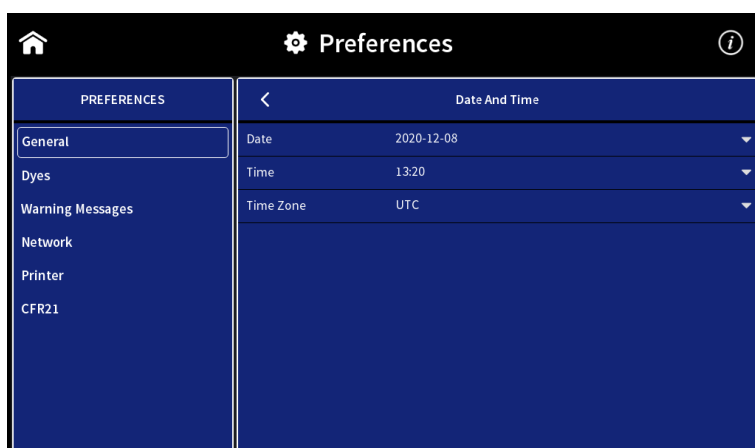 Preferences
PREFERENCES
General
Dyes
Warning Messages
Network
Printer
CFR21
Date And Time
Date 2020-12-08
Time 13:20
Time Zone UTC